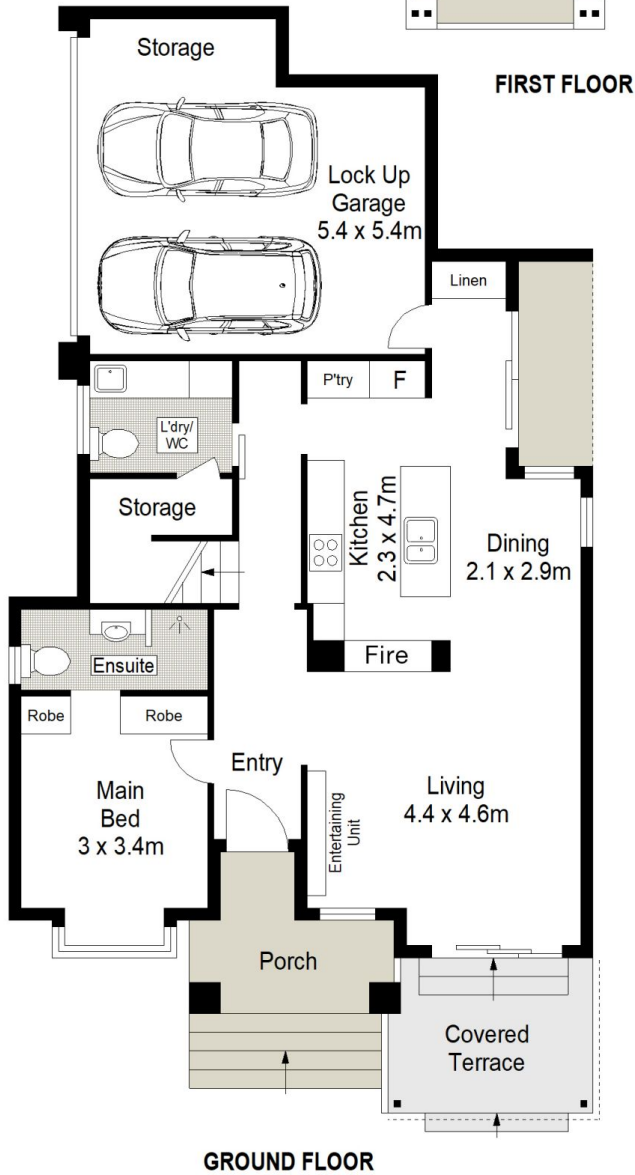 FIRST FLOOR
Storage
Lock Up
Garage
5.4 x 5.4m
Linen
P'try
F
L'dry/
WC
Storage
Kitchen
2.3 x 4.7m
Dining
2.1 x 2.9m
Ensuite
Fire
Robe
Robe
Entry
Main
Bed
3 x 3.4m
Living
4.4 x 4.6m
Entertaining
Unit
Porch
Covered
Terrace
GROUND FLOOR